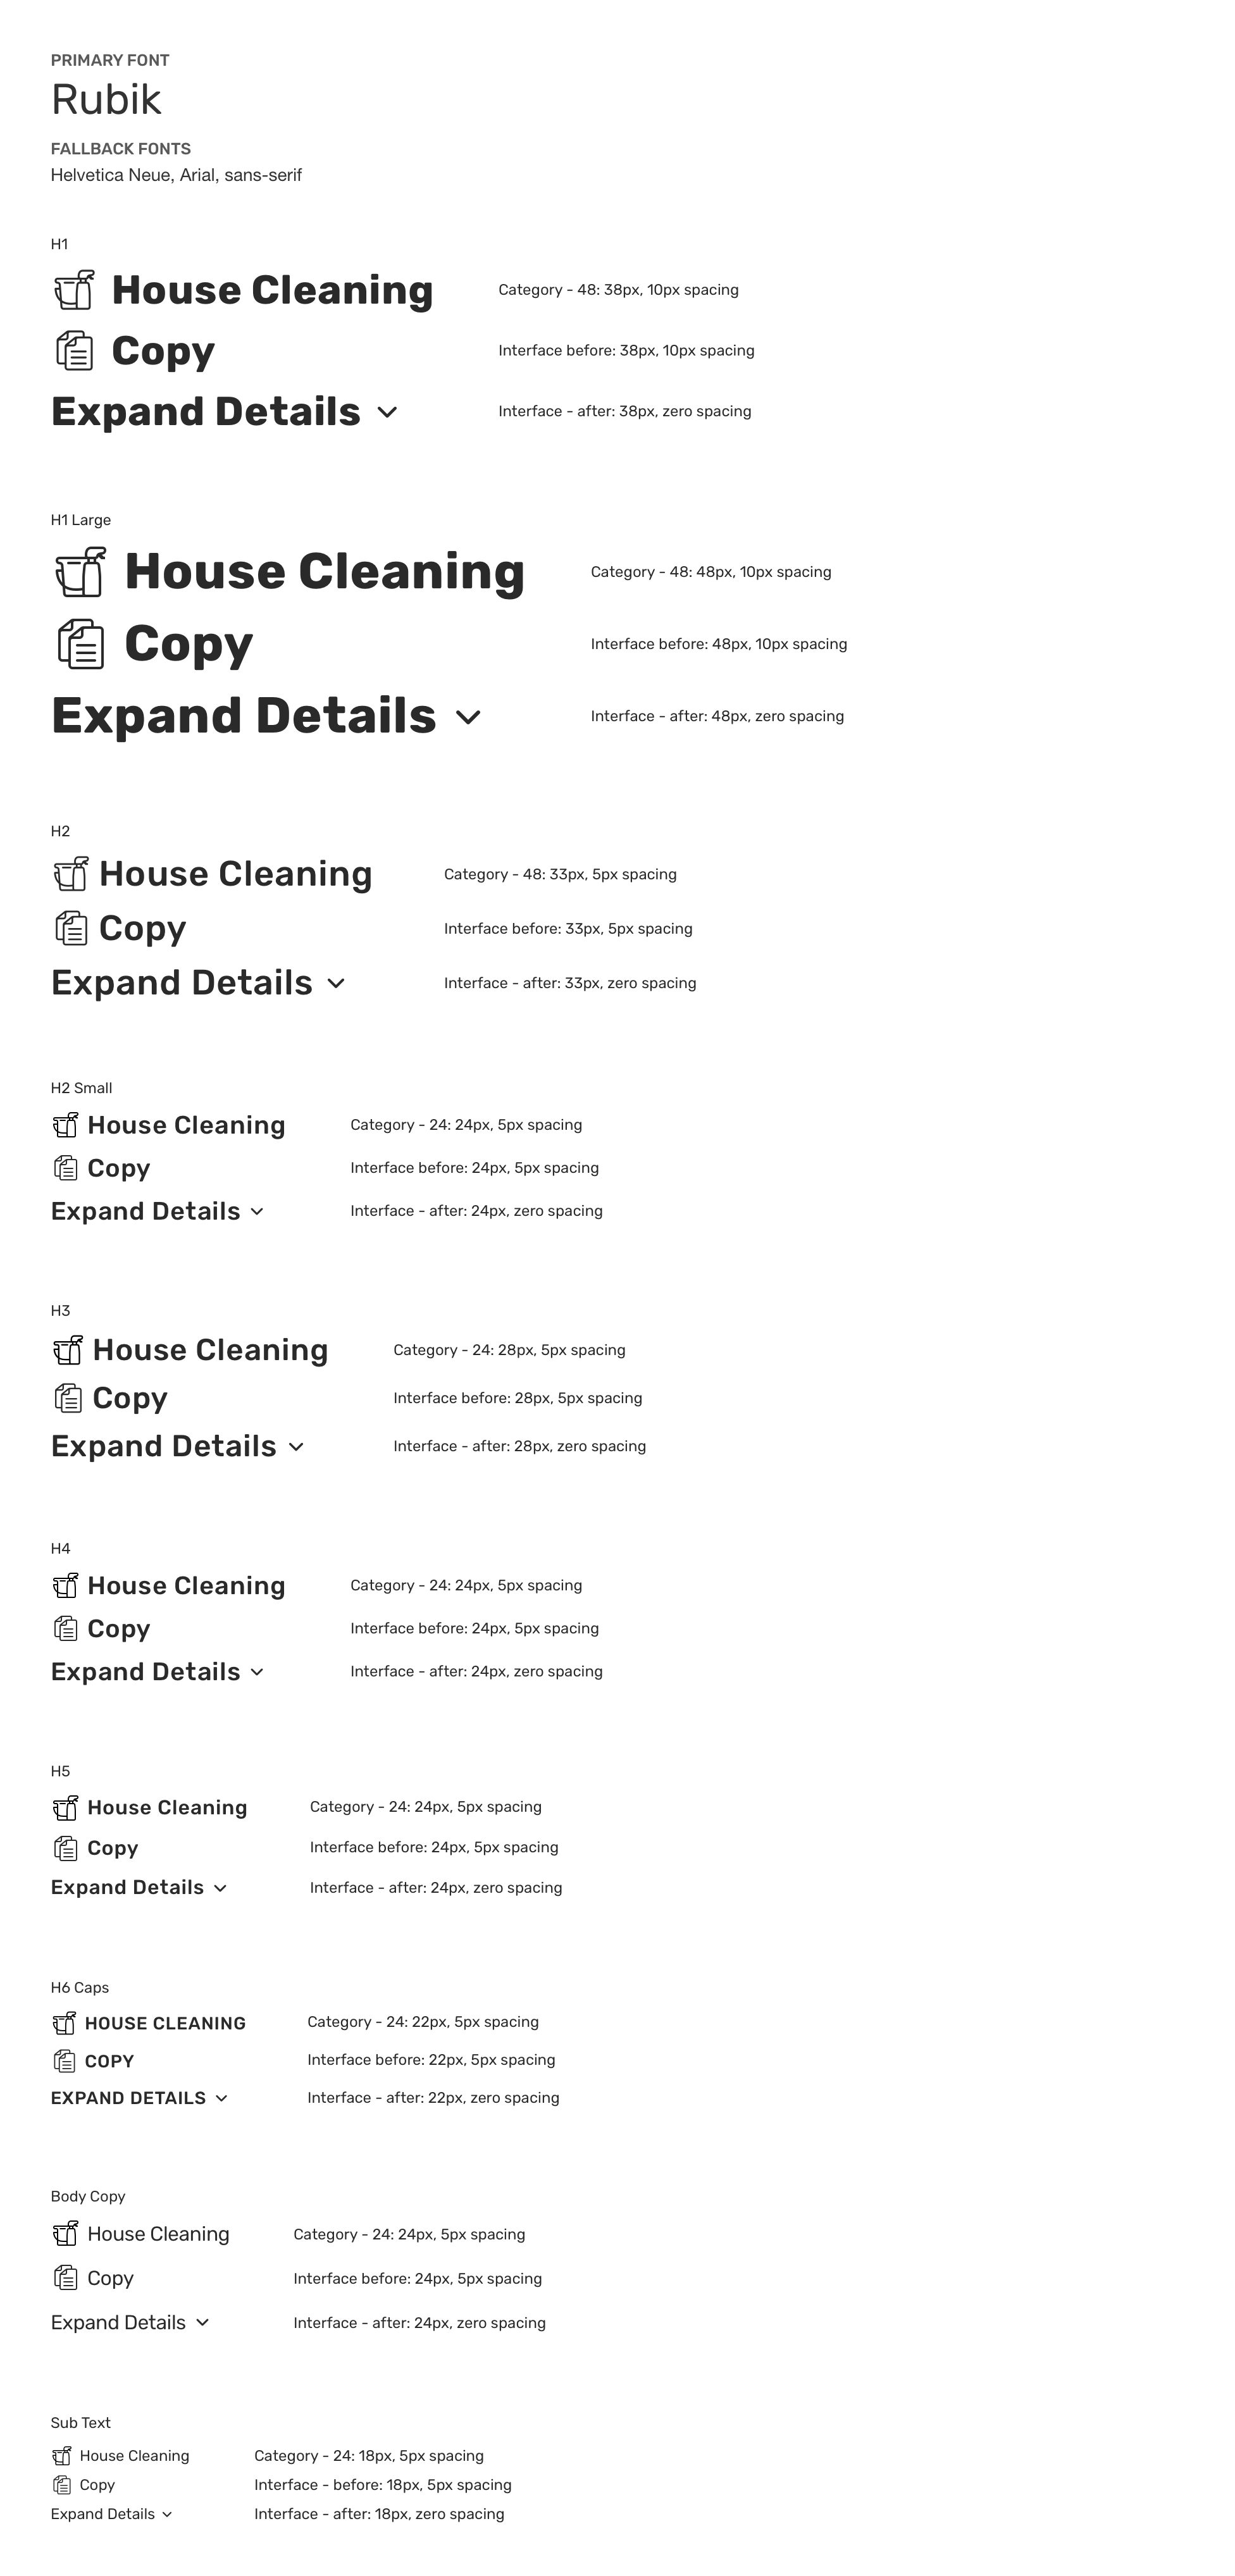 PRIMARY FONT
Rubik
FALLBACK FONTS
Helvetica Neue, Arial, sans-serif
H1
House Cleaning Category - 48: 38px, 10px spacing
Copy Interface before: 38px, 10px spacing
Expand Details Interface - after: 38px, zero spacing
H1 Large
House Cleaning Category - 48: 48px, 10px spacing
Copy Interface before: 48px, 10px spacing
Expand Details Interface - after: 48px, zero spacing
H2
House Cleaning Category - 48: 33px, 5px spacing
Copy Interface before: 33px, 5px spacing
Expand Details Interface - after: 33px, zero spacing
H2 Small
House Cleaning Category - 24: 24px, 5px spacing
Copy Interface before: 24px, 5px spacing
Expand Details Interface - after: 24px, zero spacing
H3
House Cleaning Category - 24: 28px, 5px spacing
Copy Interface before: 28px, 5px spacing
Expand Details Interface - after: 28px, zero spacing
H4
House Cleaning Category - 24: 24px, 5px spacing
Copy Interface before: 24px, 5px spacing
Expand Details Interface - after: 24px, zero spacing
H5
House Cleaning Category - 24: 24px, 5px spacing
Copy Interface before: 24px, 5px spacing
Expand Details Interface - after: 24px, zero spacing
H6 Caps
HOUSE CLEANING Category - 24: 22px, 5px spacing
COPY Interface before: 22px, 5px spacing
EXPAND DETAILS Interface - after: 22px, zero spacing
Body Copy
House Cleaning Category - 24: 24px, 5px spacing
Copy Interface before: 24px, 5px spacing
Expand Details Interface - after: 24px, zero spacing
Sub Text
House Cleaning Category - 24: 18px, 5px spacing
Copy Interface - before: 18px, 5px spacing
Expand Details Interface - after: 18px, zero spacing